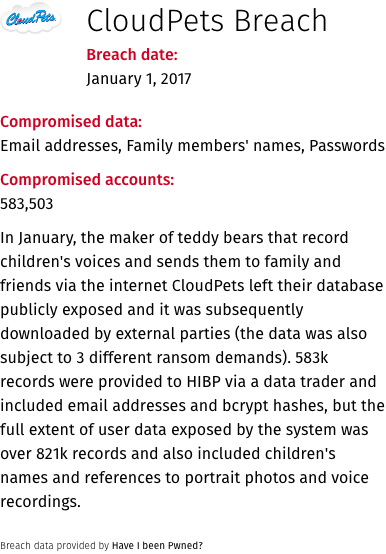 CloudPets
CloudPets Breach
Breach date:
January 1, 2017
Compromised data:
Email addresses, Family members' names, Passwords
Compromised accounts:
583,503
In January, the maker of teddy bears that record
children's voices and sends them to family and
friends via the internet CloudPets left their database
publicly exposed and it was subsequently
downloaded by external parties (the data was also
subject to 3 different ransom demands). 583k
records were provided to HIBP via a data trader and
included email addresses and bcrypt hashes, but the
full extent of user data exposed by the system was
over 821k records and also included children's
names and references to portrait photos and voice
recordings.
Breach data provided by Have I been Pwned?